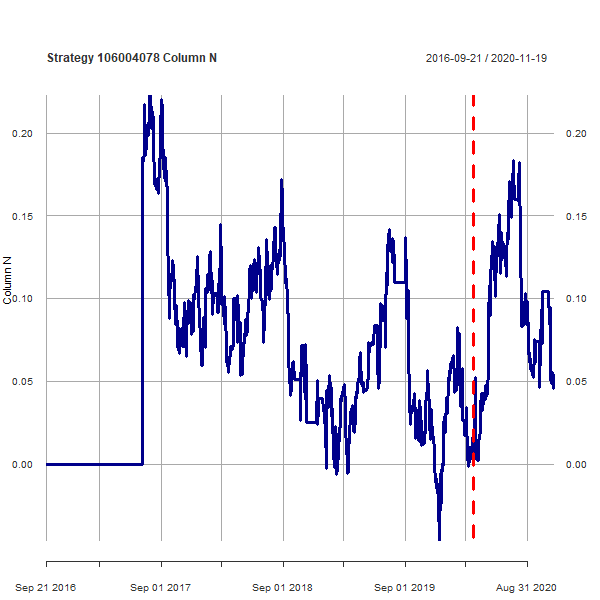 Strategy 106004078 Column N
2016-09-21 / 2020-11-19
0.20
0.20
0.15
0.15
0.10
0.10
0.05
0.05
0.00
0.00
Column N
Sep 21 2016
Sep 01 2017
Sep 01 2018
Sep 01 2019
Aug 31 2020